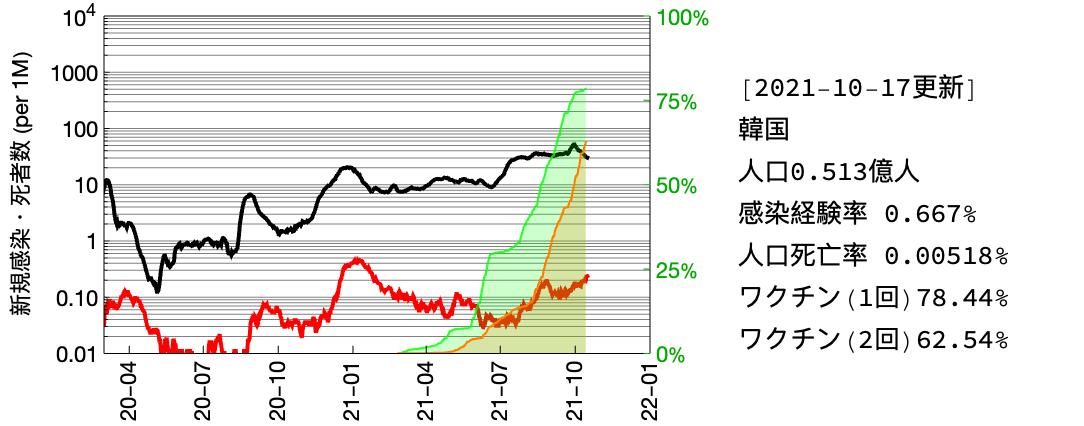 新規感染・死者数 (per 1M)
10⁴
1000
100
10
1
0.10
0.01
100%
75%
50%
25%
0%
20-04
20-07
20-10
21-01
21-04
21-07
21-10
22-01
[2021-10-17更新]
韓国
人口0.513億人
感染経験率 0.667%
人口死亡率 0.00518%
ワクチン(1回)78.44%
ワクチン(2回)62.54%